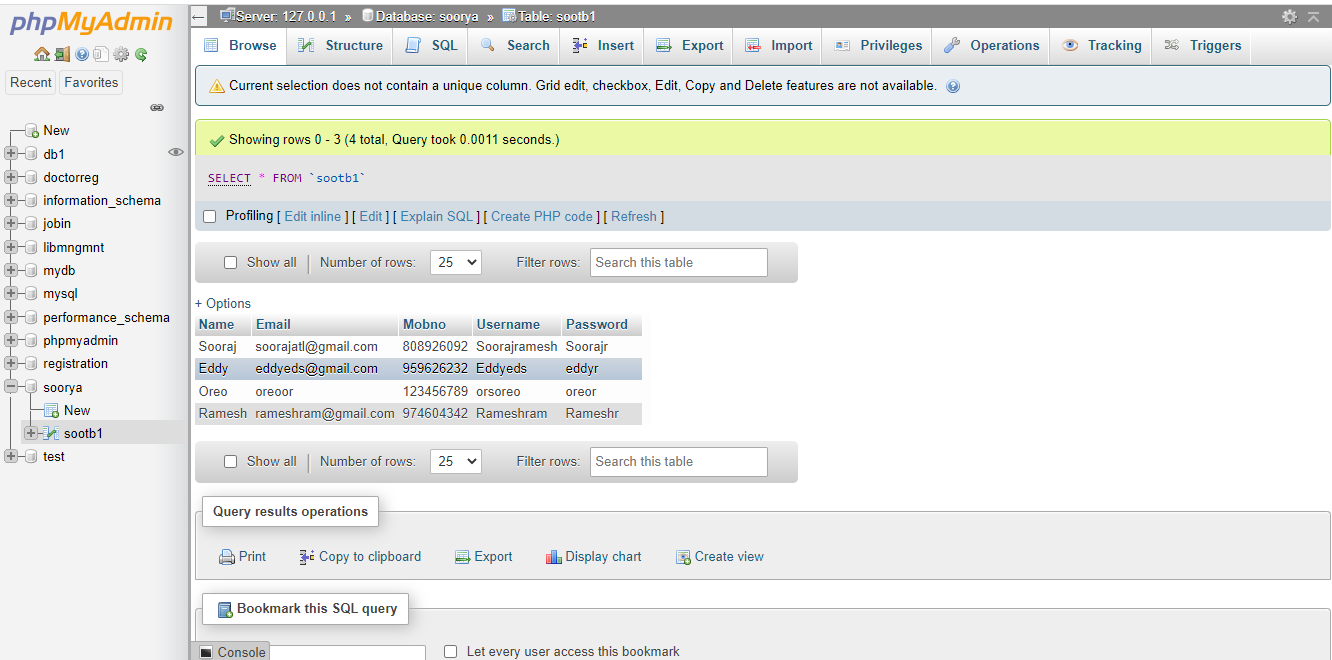 phpMyAdmin
Recent Favorites
New
db1
doctorreg
information_schema
jobin
libmngmnt
mydb
mysql
performance_schema
phpmyadmin
registration
soorya
New
sootb1
test
Server: 127.0.0.1 » Database: soorya » Table: sootb1
Browse Structure SQL Search Insert Export Import Privileges Operations Tracking Triggers
Current selection does not contain a unique column. Grid edit, checkbox, Edit, Copy and Delete features are not available.
Showing rows 0 - 3 (4 total, Query took 0.0011 seconds.)
SELECT * FROM `sootb1`
Profiling [ Edit inline ] [ Edit ] [ Explain SQL ] [ Create PHP code ] [ Refresh ]
Show all | Number of rows: 25 Filter rows: Search this table
+ Options
Name Email Mobno Username Password
Sooraj soorajatl@gmail.com 808926092 Soorajramesh Soorajr
Eddy eddyeds@gmail.com 959626232 Eddyeds eddyr
Oreo oreoor 123456789 orsoreo oreor
Ramesh rameshram@gmail.com 974604342 Rameshram Rameshr
Show all | Number of rows: 25 Filter rows: Search this table
Query results operations
Print Copy to clipboard Export Display chart Create view
Bookmark this SQL query
Console Let every user access this bookmark